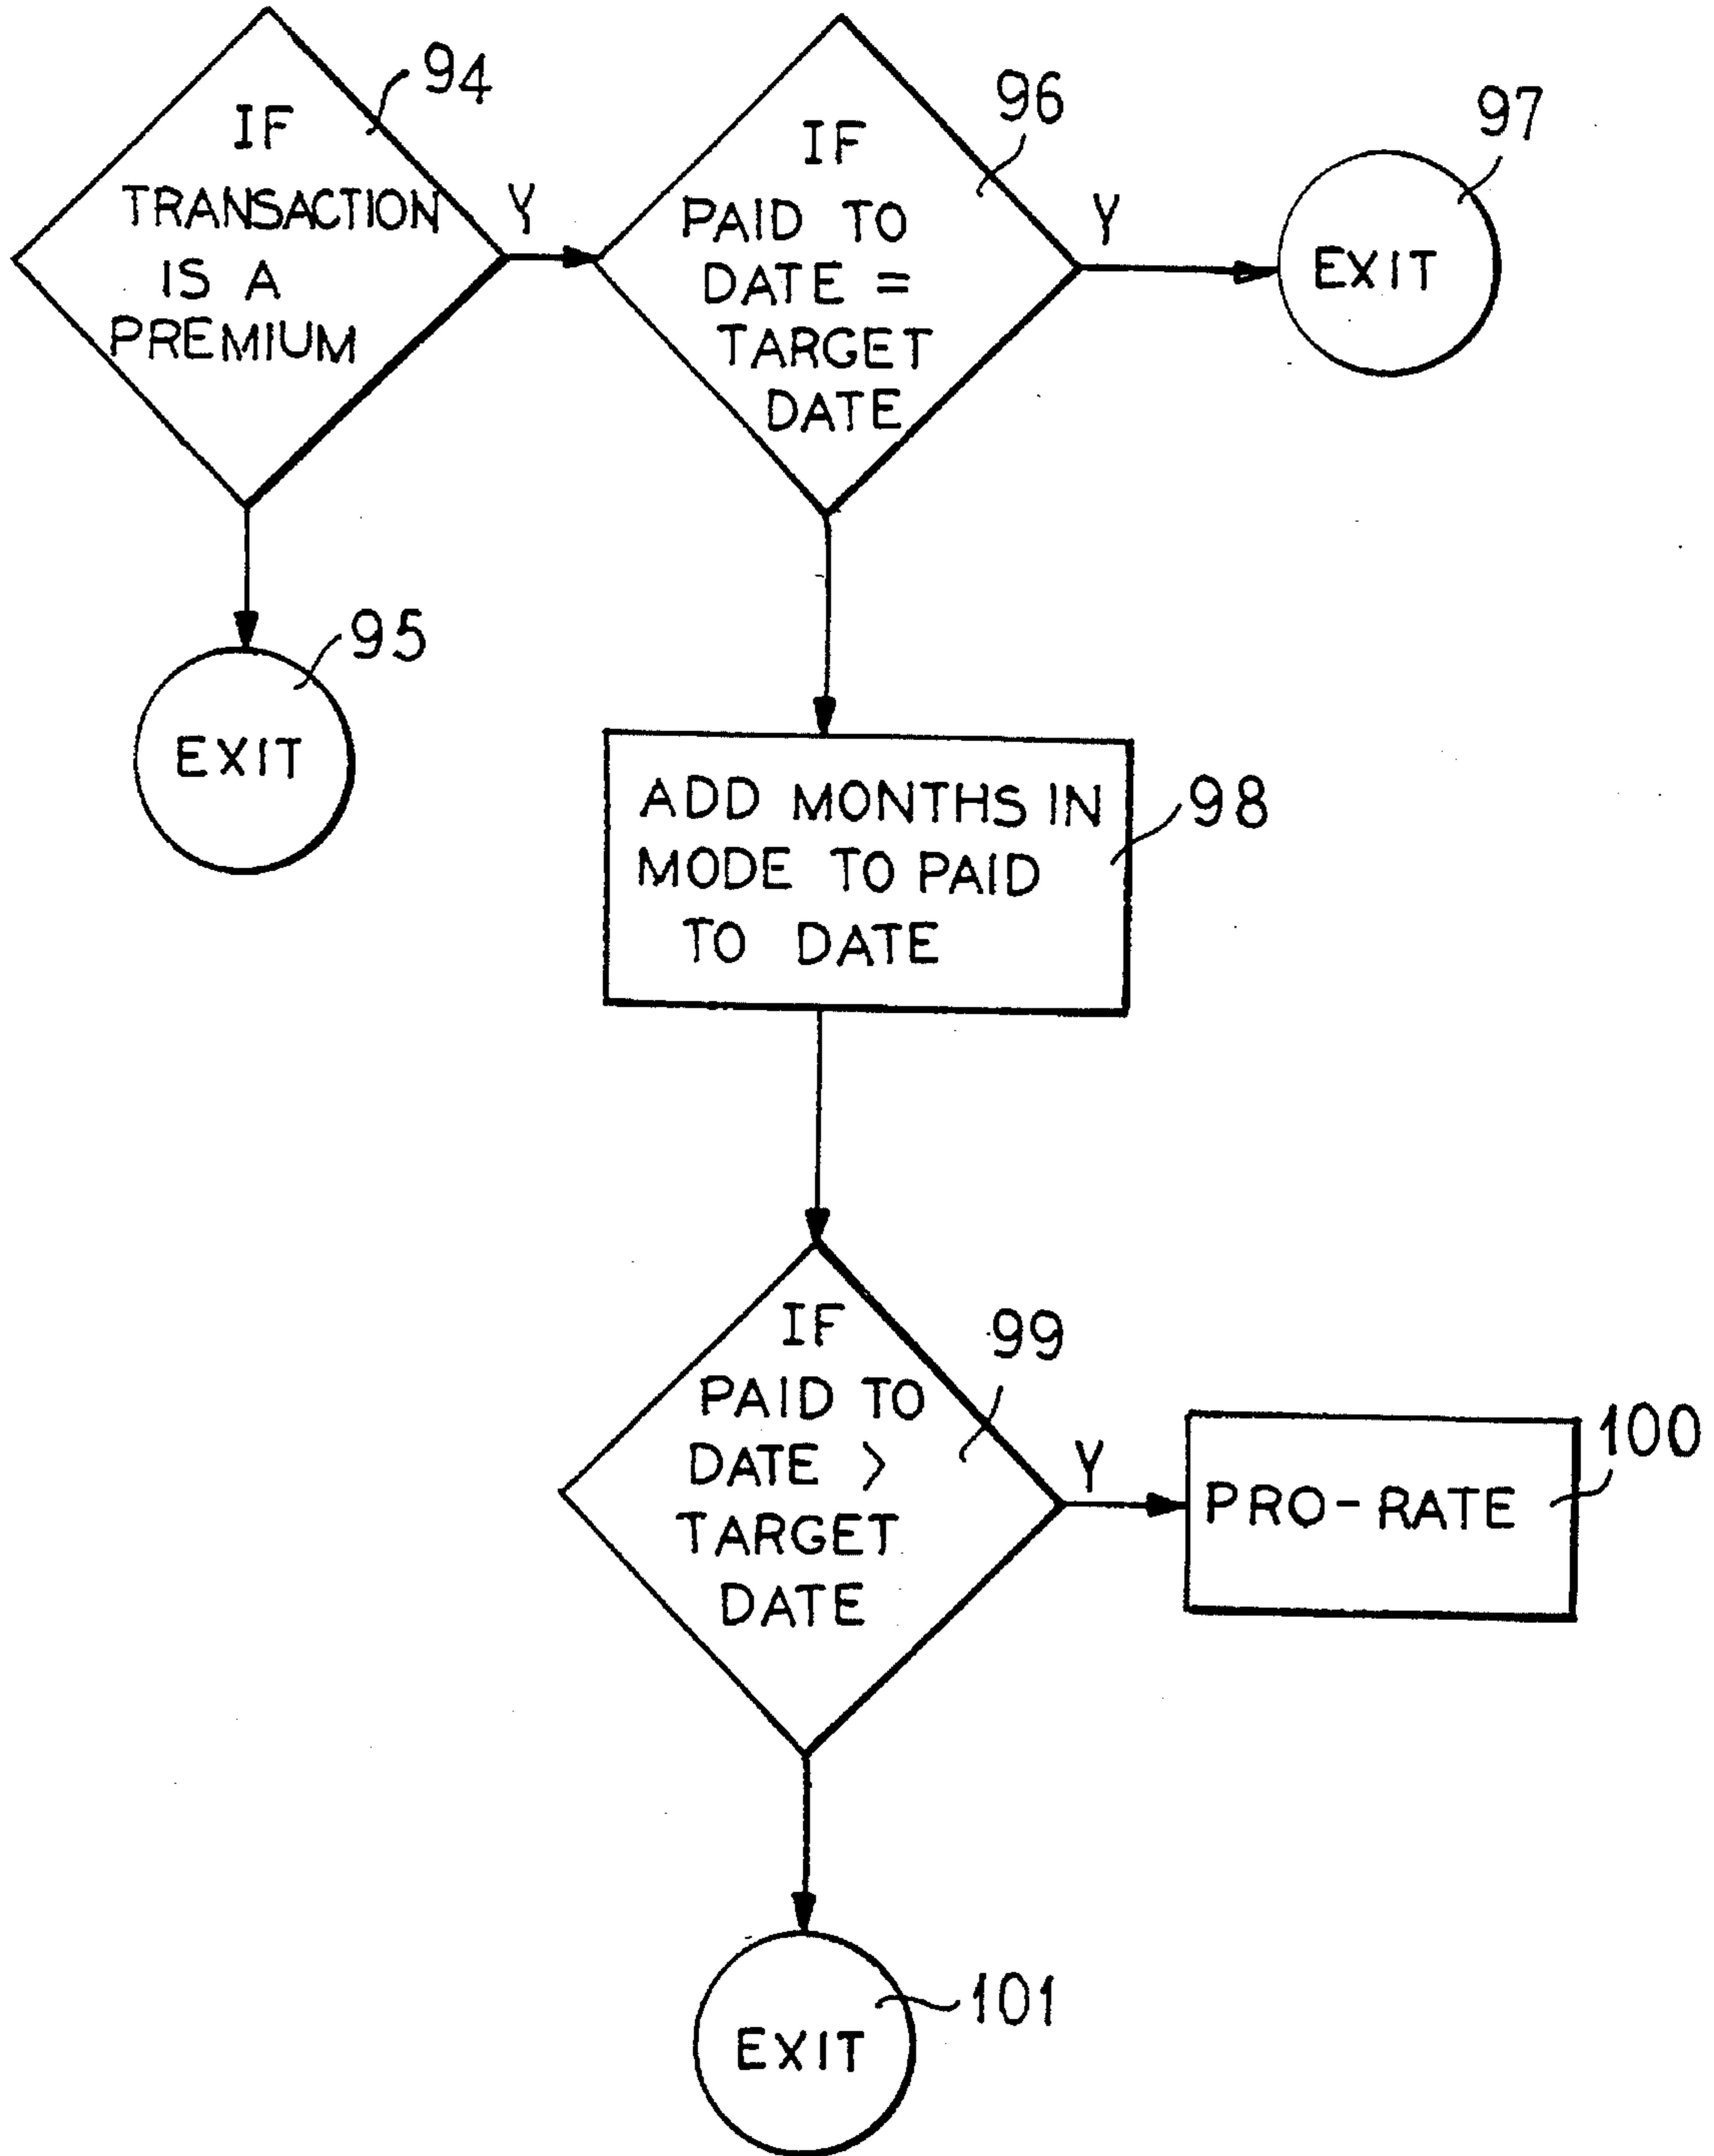 94
IF
TRANSACTION
IS A
PREMIUM
Y
96
IF
PAID TO
DATE =
TARGET
DATE
Y
97
EXIT
95
EXIT
98
ADD MONTHS IN
MODE TO PAID
TO DATE
99
IF
PAID TO
DATE >
TARGET
DATE
Y
100
PRO-RATE
101
EXIT